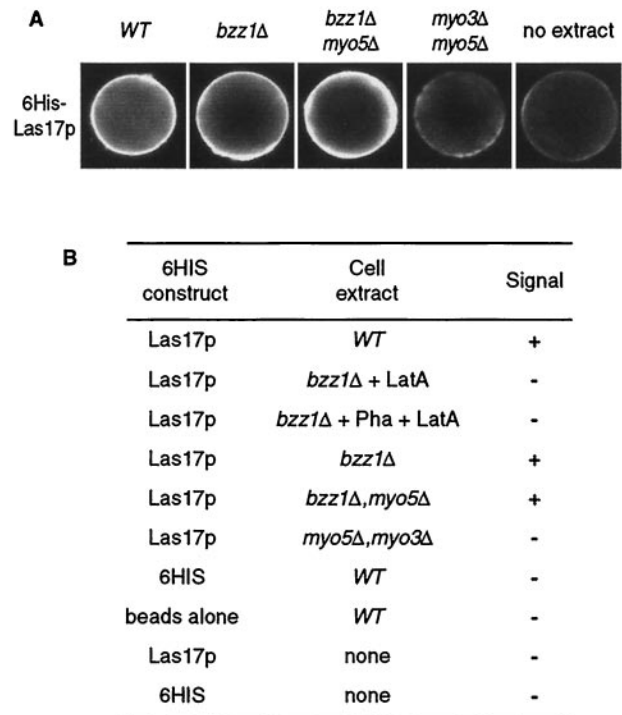 A
WT
bzz1Δ
bzz1Δ
myo5Δ
myo3Δ
myo5Δ
no extract
6His-
Las17p
B
6HIS
construct
Cell
extract
Signal
Las17p WT +
Las17p bzz1Δ + LatA -
Las17p bzz1Δ + Pha + LatA -
Las17p bzz1Δ +
Las17p bzz1Δ,myo5Δ +
Las17p myo5Δ,myo3Δ -
6HIS WT -
beads alone WT -
Las17p none -
6HIS none -